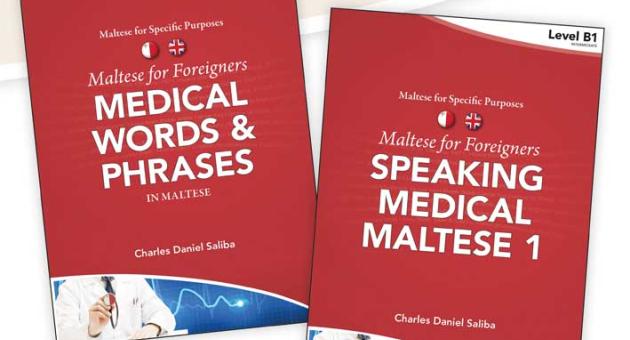 Maltese for Specific Purposes
Maltese for Foreigners
MEDICAL
WORDS &
PHRASES
IN MALTESE
Charles Daniel Saliba
Level B1
INTERMEDIATE
Maltese for Specific Purposes
Maltese for Foreigners
SPEAKING
MEDICAL
MALTESE 1
Charles Daniel Saliba